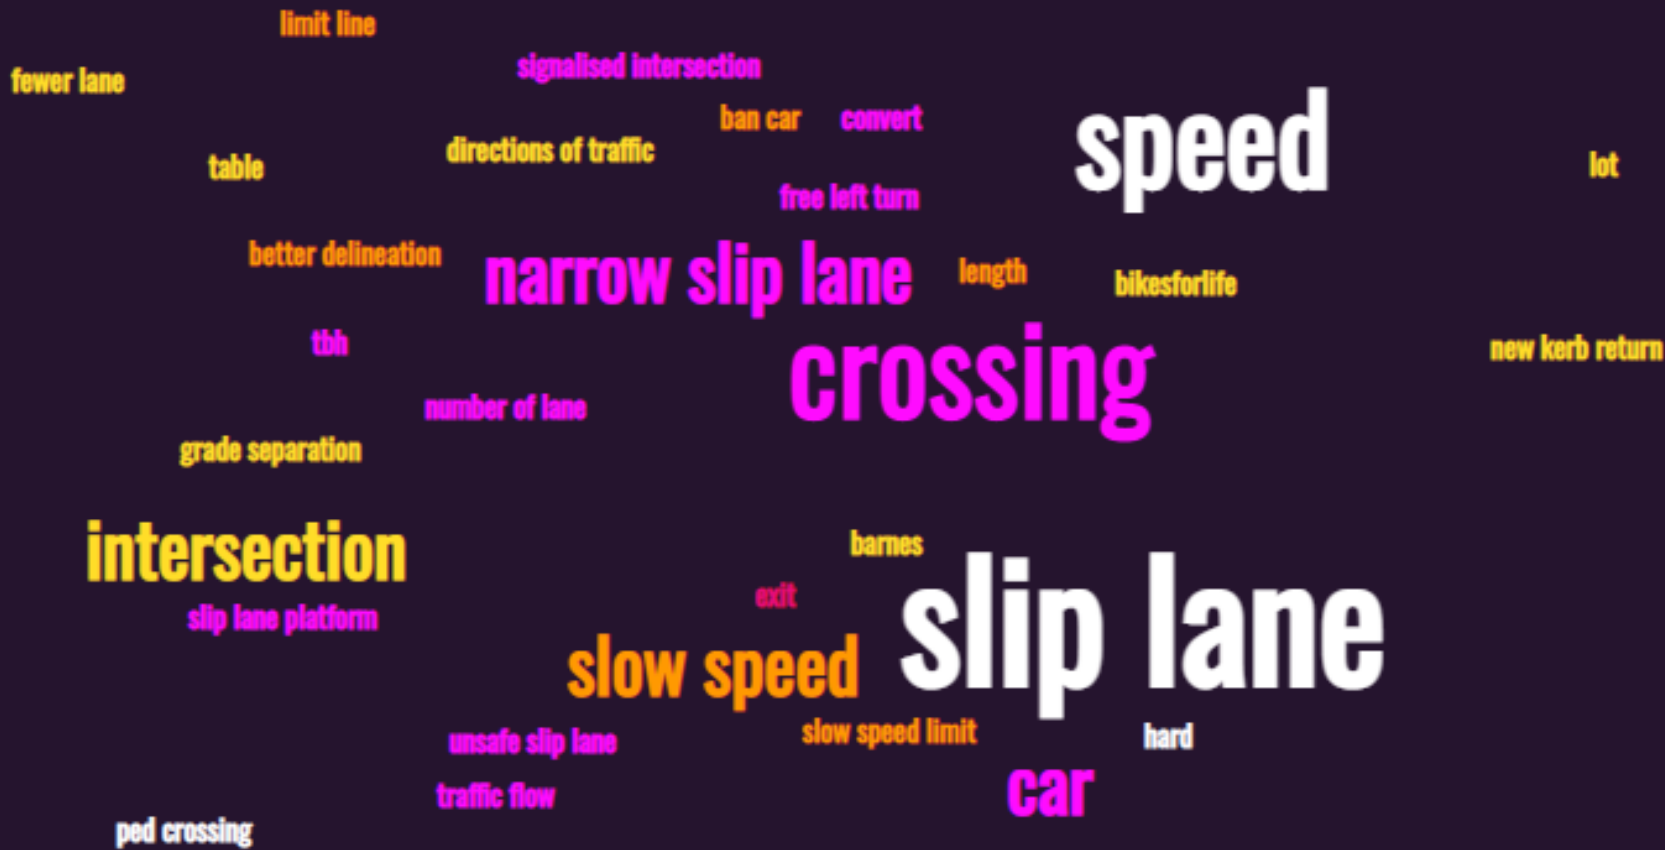 limit line
signalised intersection
fewer lane
ban car
convert
speed
directions of traffic
table
lot
free left turn
better delineation
narrow slip lane
length
bikesforlife
tbh
crossing
new kerb return
number of lane
grade separation
intersection
barnes
exit
slip lane
slip lane platform
slow speed
slow speed limit
hard
unsafe slip lane
car
traffic flow
ped crossing